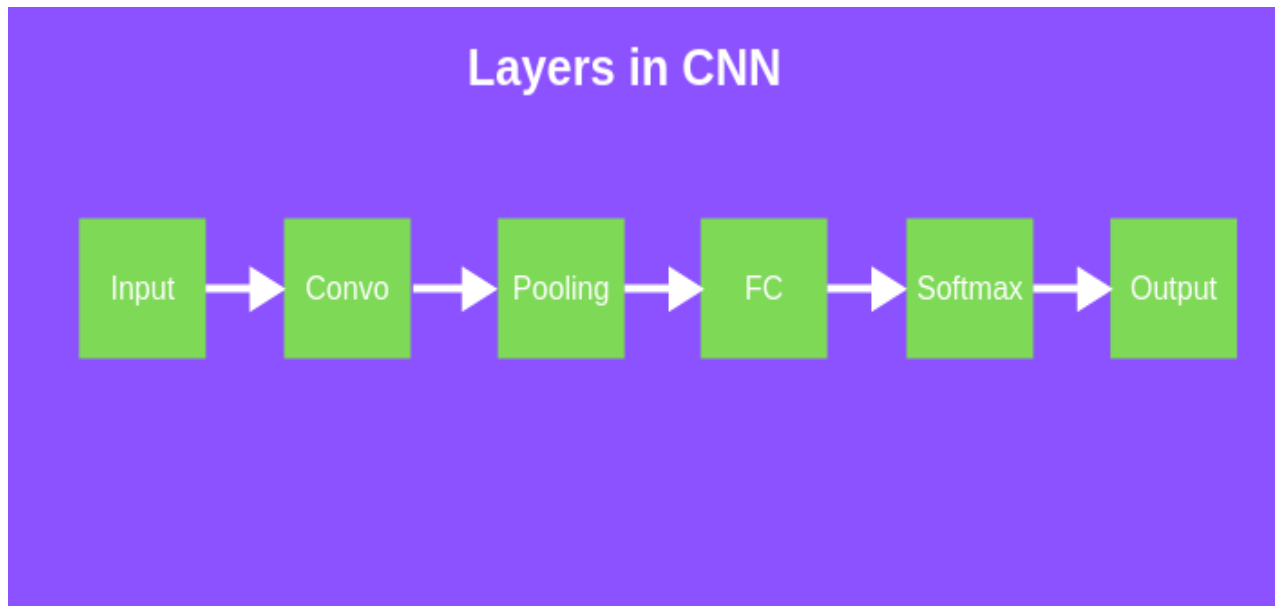 Layers in CNN
Input
Convo
Pooling
FC
Softmax
Output